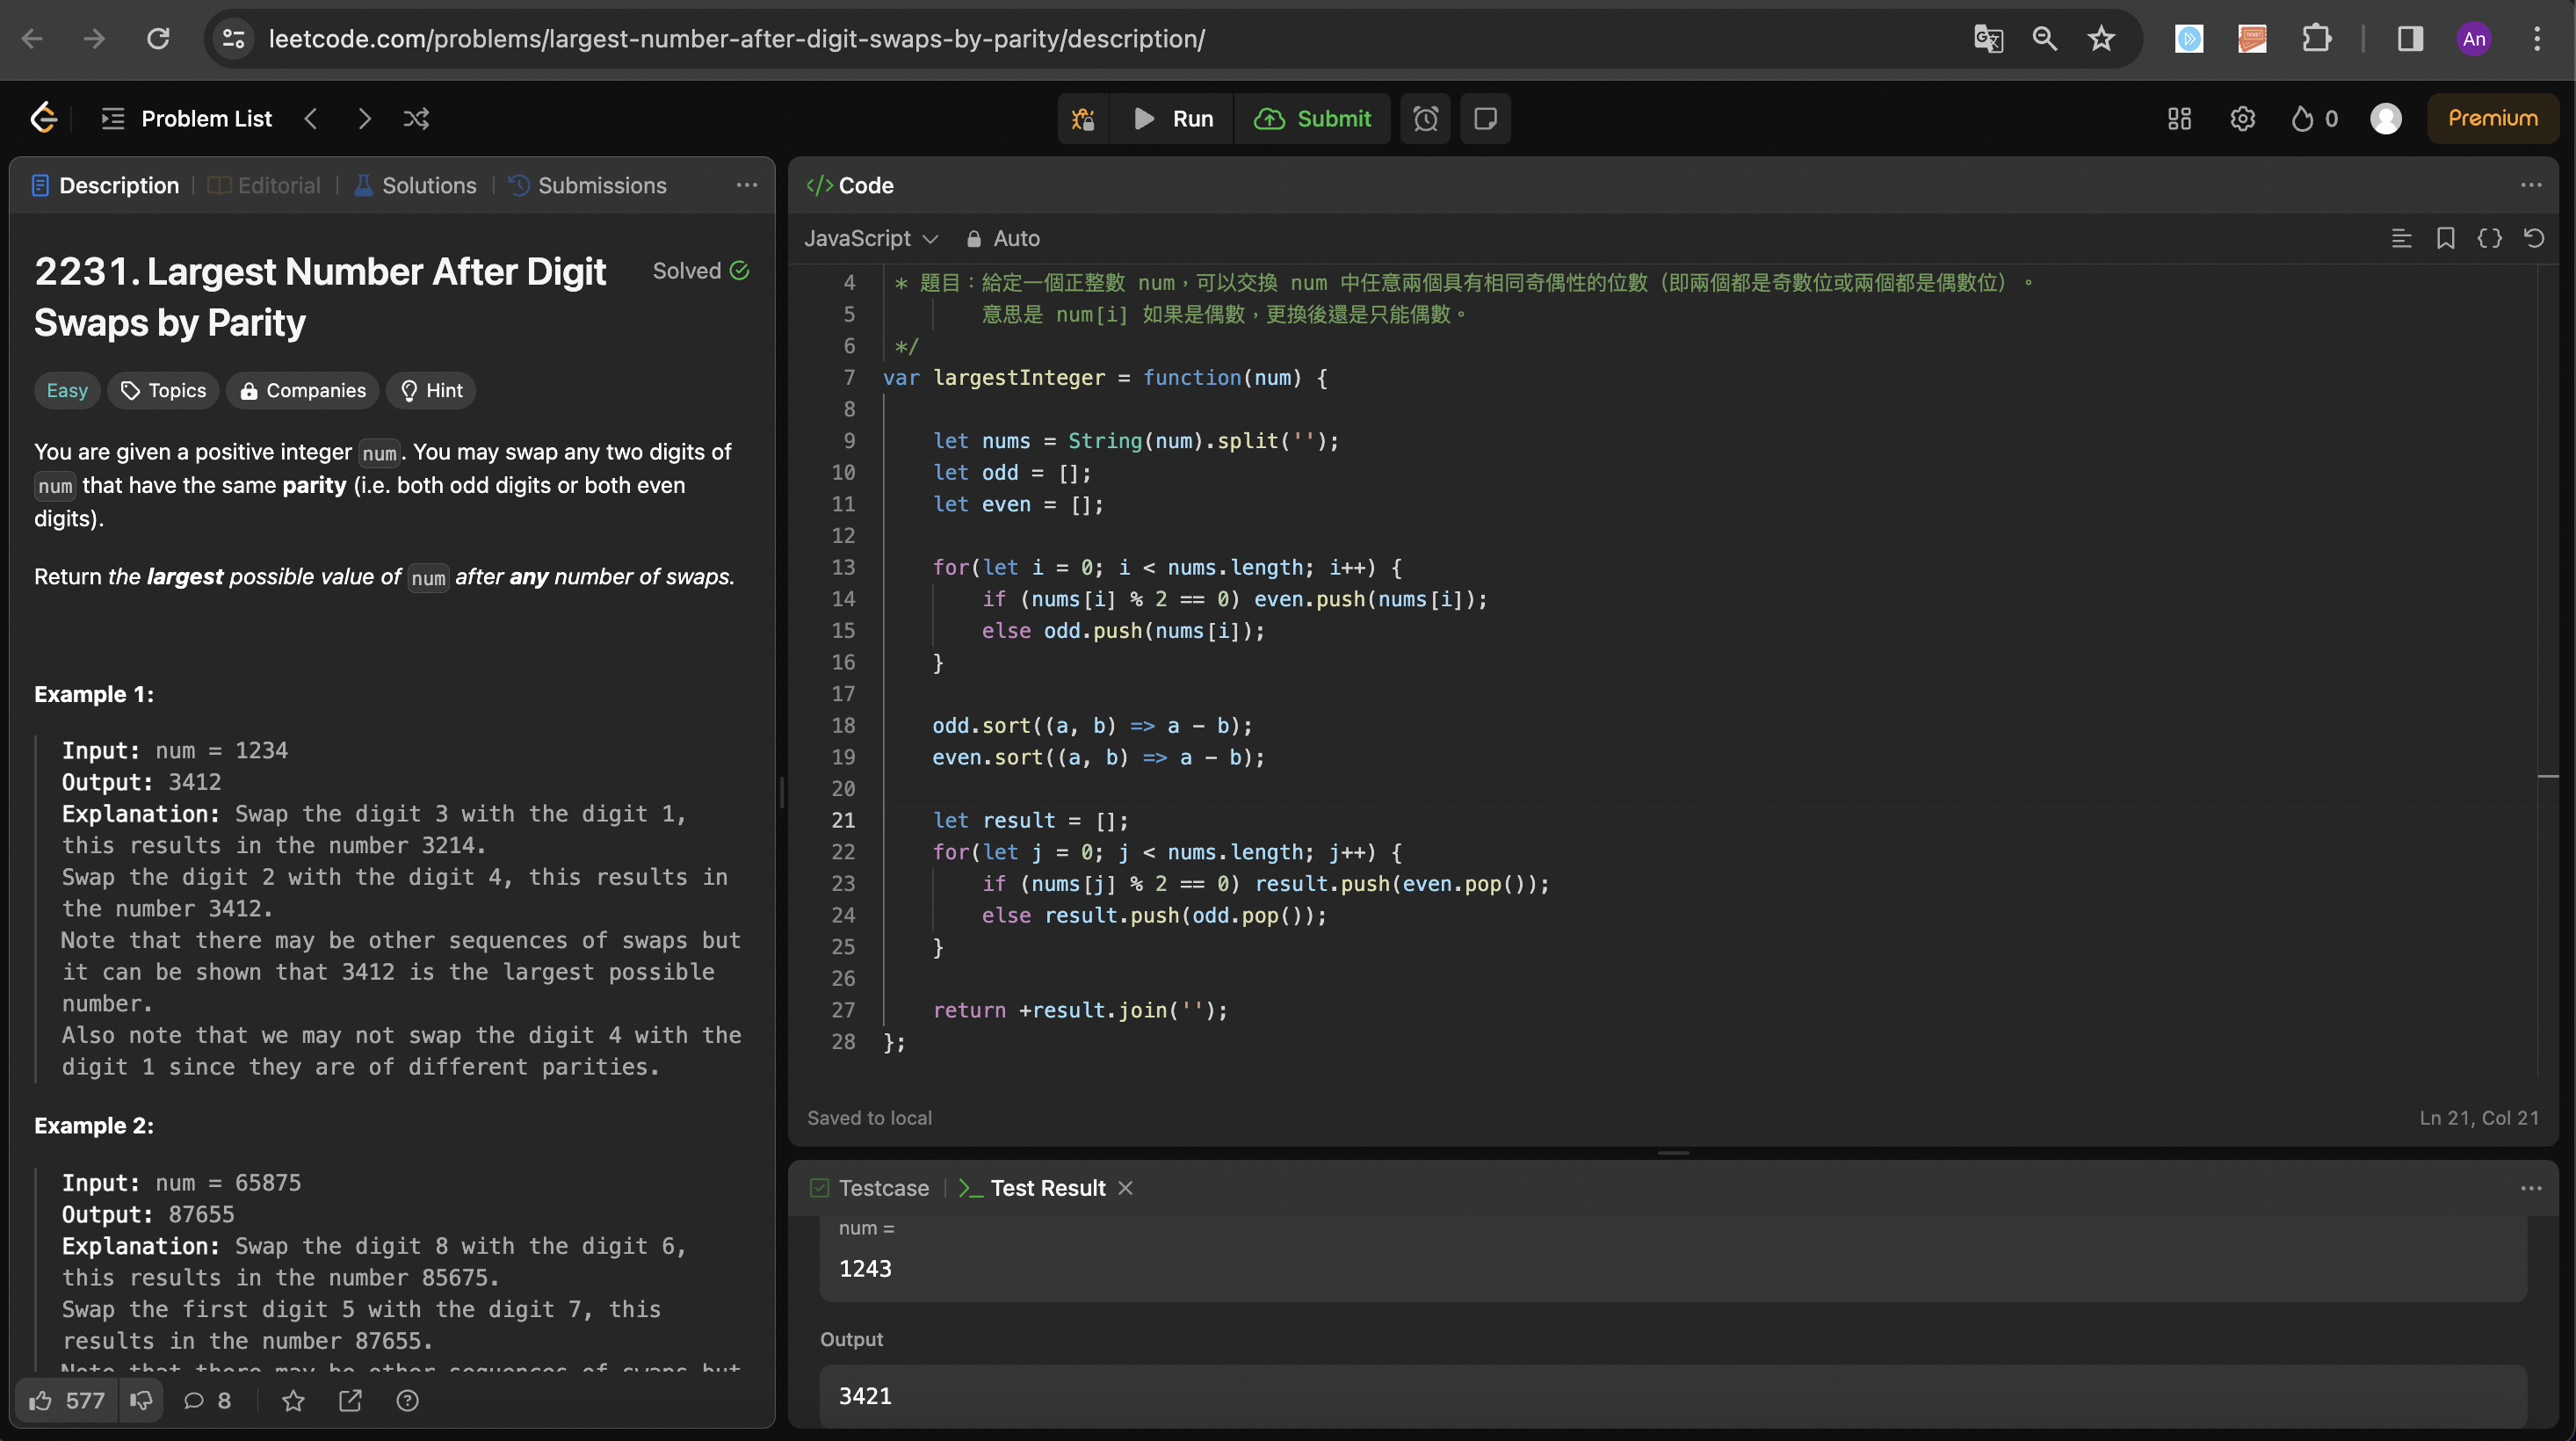 leetcode.com/problems/largest-number-after-digit-swaps-by-parity/description/
An
Problem List
Run
Submit
0
Premium
Description
Editorial
Solutions
Submissions
2231. Largest Number After Digit
Swaps by Parity
Solved
Easy
Topics
Companies
Hint
You are given a positive integer num. You may swap any two digits of
num that have the same parity (i.e. both odd digits or both even
digits).
Return the largest possible value of num after any number of swaps.
Example 1:
Input: num = 1234
Output: 3412
Explanation: Swap the digit 3 with the digit 1,
this results in the number 3214.
Swap the digit 2 with the digit 4, this results in
the number 3412.
Note that there may be other sequences of swaps but
it can be shown that 3412 is the largest possible
number.
Also note that we may not swap the digit 4 with the
digit 1 since they are of different parities.
Example 2:
Input: num = 65875
Output: 87655
Explanation: Swap the digit 8 with the digit 6,
this results in the number 85675.
Swap the first digit 5 with the digit 7, this
results in the number 87655.
Note that there may be other sequences of swaps but
577
8
</> Code
JavaScript
Auto
4 * 題目：給定一個正整數 num，可以交換 num 中任意兩個具有相同奇偶性的位數（即兩個都是奇數位或兩個都是偶數位）。
5 意思是 num[i] 如果是偶數，更換後還是只能偶數。
6 */
7 var largestInteger = function(num) {
8
9 let nums = String(num).split('');
10 let odd = [];
11 let even = [];
12
13 for(let i = 0; i < nums.length; i++) {
14 if (nums[i] % 2 == 0) even.push(nums[i]);
15 else odd.push(nums[i]);
16 }
17
18 odd.sort((a, b) => a - b);
19 even.sort((a, b) => a - b);
20
21 let result = [];
22 for(let j = 0; j < nums.length; j++) {
23 if (nums[j] % 2 == 0) result.push(even.pop());
24 else result.push(odd.pop());
25 }
26
27 return +result.join('');
28 };
Saved to local
Ln 21, Col 21
Testcase
Test Result
num =
1243
Output
3421